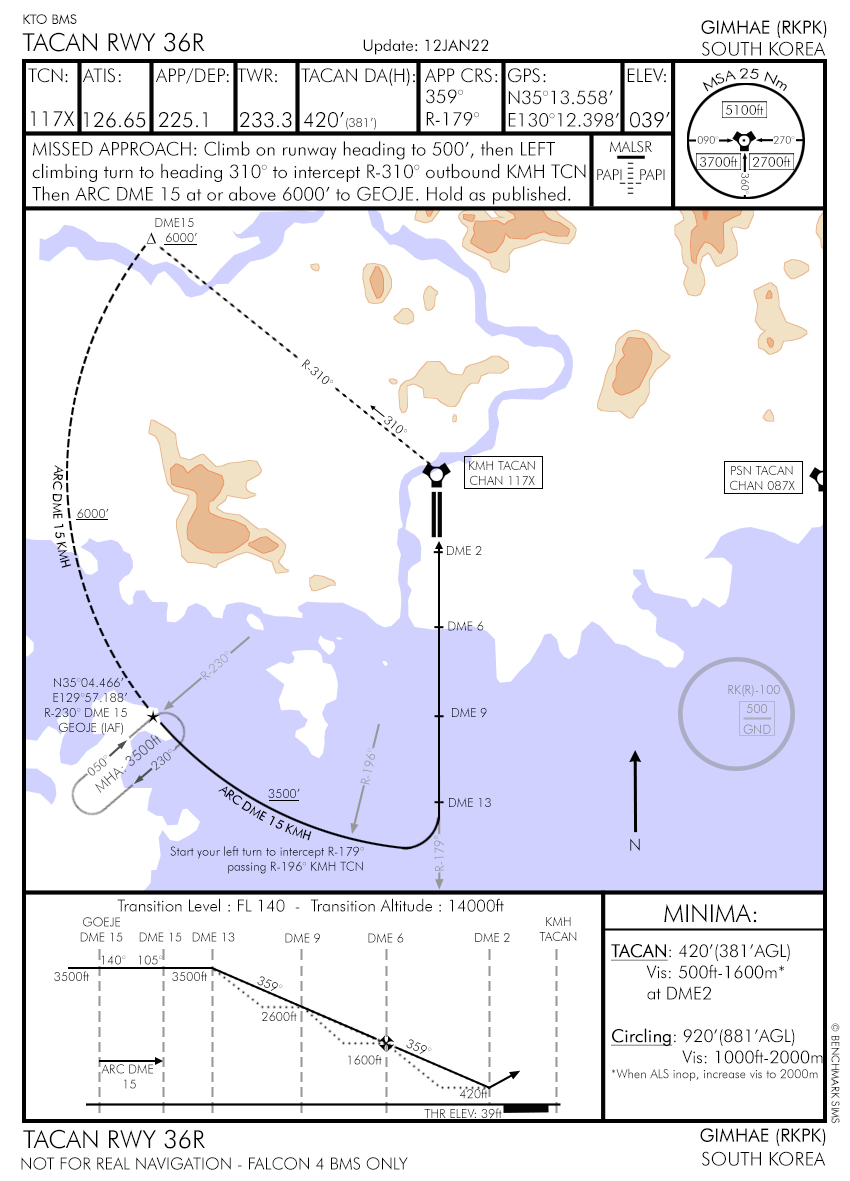 KTO BMS
TACAN RWY 36R
Update: 12JAN22
GIMHAE (RKPK)
SOUTH KOREA
TCN:
117X
ATIS:
126.65
APP/DEP:
225.1
TWR:
233.3
TACAN DA(H):
420'(381')
APP CRS:
359°
R-179°
GPS:
N35°13.558'
E130°12.398'
ELEV:
039'
MSA 25 Nm
5100ft
090°
270°
3700ft
2700ft
360°
MISSED APPROACH: Climb on runway heading to 500', then LEFT
climbing turn to heading 310° to intercept R-310° outbound KMH TCN
Then ARC DME 15 at or above 6000' to GEOJE. Hold as published.
MALSR
PAPI
PAPI
DME15
6000'
R-310°
310°
KMH TACAN
CHAN 117X
PSN TACAN
CHAN 087X
ARC DME 15 KMH
6000'
DME 2
DME 6
R-230°
N35°04.466'
E129°57.188'
R-230° DME 15
GEOJE (IAF)
DME 9
RK(R)-100
500
GND
050°
MHA: 3500ft
230°
R-196°
3500'
ARC DME 15 KMH
DME 13
Start your left turn to intercept R-179°
passing R-196° KMH TCN
R-179°
N
Transition Level : FL 140 - Transition Altitude : 14000ft
GOEJE
DME 15
DME 15
DME 13
DME 9
DME 6
DME 2
KMH
TACAN
140°
105°
3500ft
3500ft
359°
2600ft
359°
1600ft
ARC DME
15
420ft
THR ELEV: 39ft
MINIMA:
TACAN: 420'(381'AGL)
Vis: 500ft-1600m*
at DME2
Circling: 920'(881'AGL)
Vis: 1000ft-2000m
*When ALS inop, increase vis to 2000m
© BENCHMARK SIMS
TACAN RWY 36R
NOT FOR REAL NAVIGATION - FALCON 4 BMS ONLY
GIMHAE (RKPK)
SOUTH KOREA